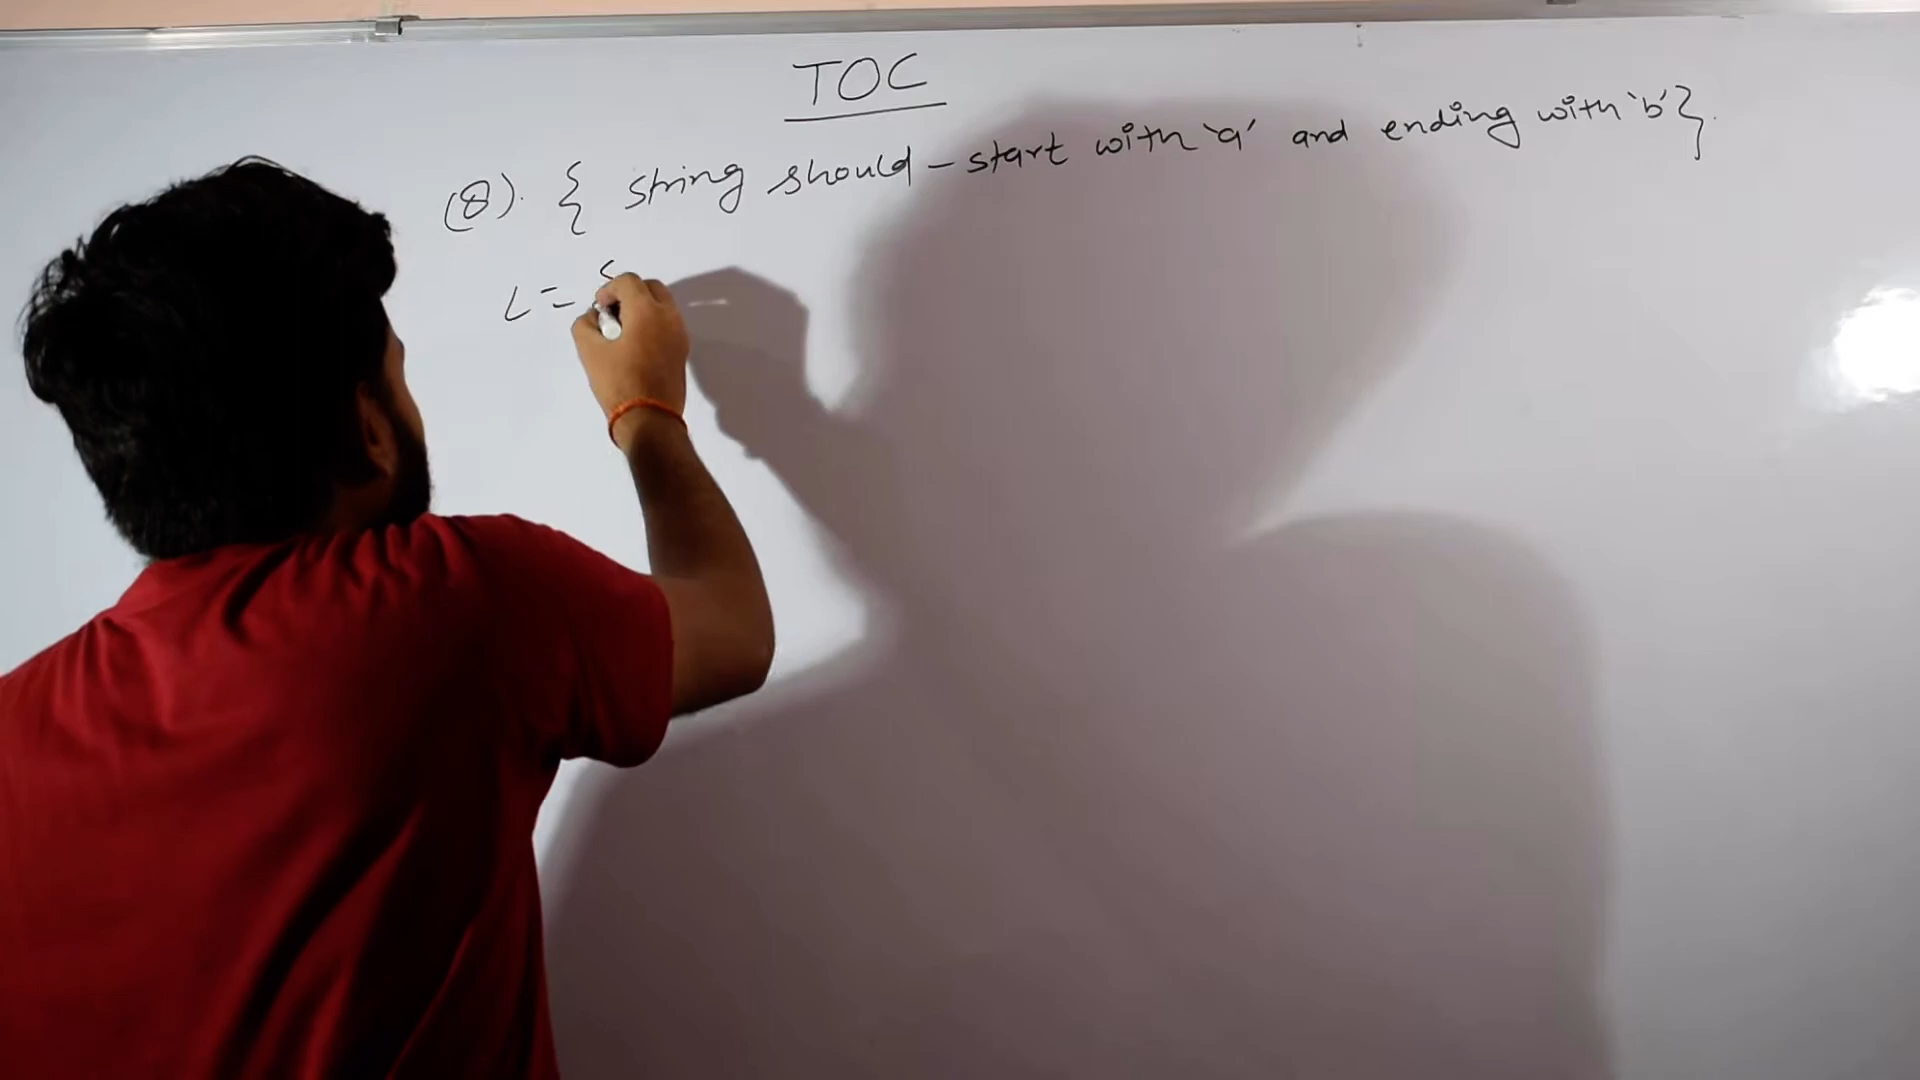 TOC
(8). { string should - start with 'a' and ending with 'b' }.
L = {